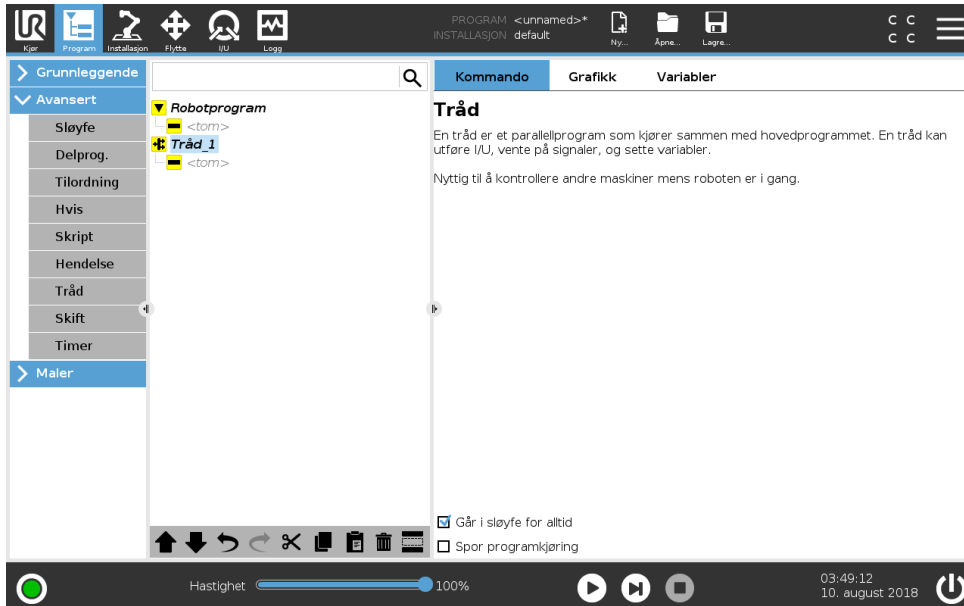 UR
PROGRAM <unnamed>*
INSTALLASJON default
Kjør
Program
Installasjon
Flytte
I/U
Logg
Ny...
Åpne...
Lagre...
C C
C C
Grunnleggende
Avansert
Sløyfe
Delprog.
Tilordning
Hvis
Skript
Hendelse
Tråd
Skift
Timer
Maler
Robotprogram
<tom>
Tråd_1
<tom>
Kommando
Grafikk
Variabler
Tråd
En tråd er et parallellprogram som kjører sammen med hovedprogrammet. En tråd kan
utføre I/U, vente på signaler, og sette variabler.
Nyttig til å kontrollere andre maskiner mens roboten er i gang.
Går i sløyfe for alltid
Spor programkjøring
Hastighet
100%
03:49:12
10. august 2018